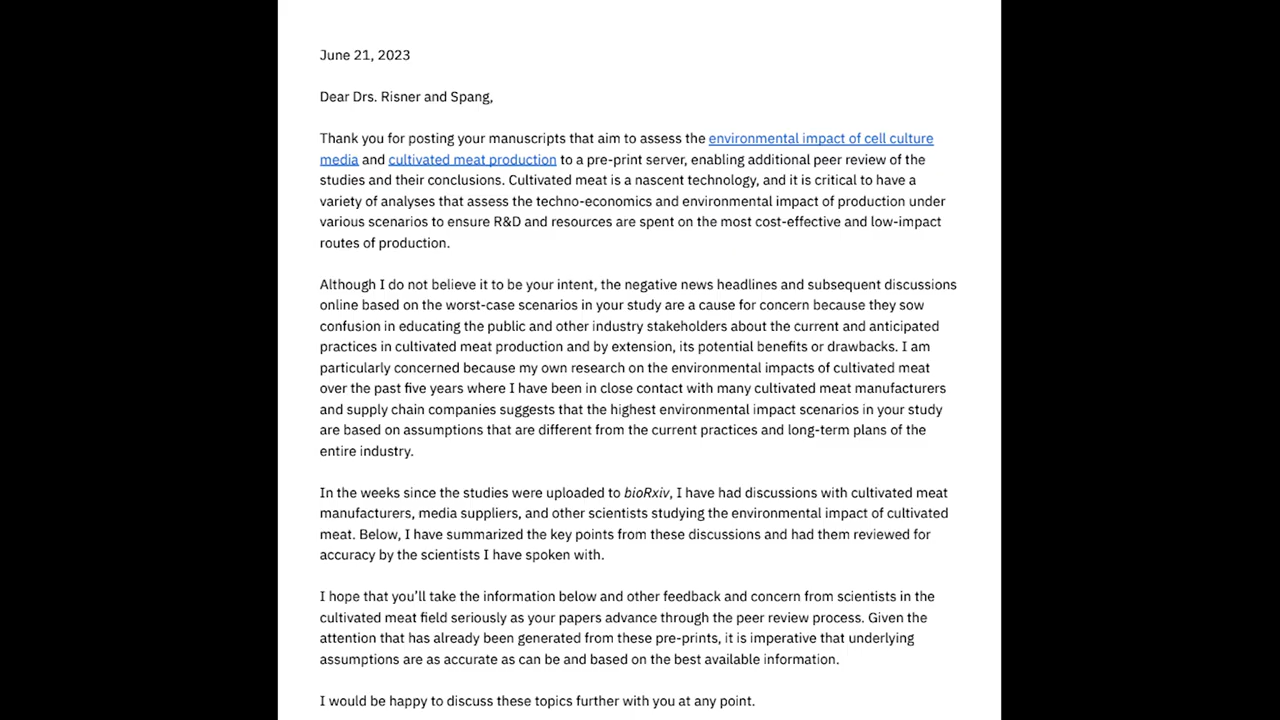 June 21, 2023
Dear Drs. Risner and Spang,
Thank you for posting your manuscripts that aim to assess the environmental impact of cell culture
media and cultivated meat production to a pre-print server, enabling additional peer review of the
studies and their conclusions. Cultivated meat is a nascent technology, and it is critical to have a
variety of analyses that assess the techno-economics and environmental impact of production under
various scenarios to ensure R&D and resources are spent on the most cost-effective and low-impact
routes of production.
Although I do not believe it to be your intent, the negative news headlines and subsequent discussions
online based on the worst-case scenarios in your study are a cause for concern because they sow
confusion in educating the public and other industry stakeholders about the current and anticipated
practices in cultivated meat production and by extension, its potential benefits or drawbacks. I am
particularly concerned because my own research on the environmental impacts of cultivated meat
over the past five years where I have been in close contact with many cultivated meat manufacturers
and supply chain companies suggests that the highest environmental impact scenarios in your study
are based on assumptions that are different from the current practices and long-term plans of the
entire industry.
In the weeks since the studies were uploaded to bioRxiv, I have had discussions with cultivated meat
manufacturers, media suppliers, and other scientists studying the environmental impact of cultivated
meat. Below, I have summarized the key points from these discussions and had them reviewed for
accuracy by the scientists I have spoken with.
I hope that you’ll take the information below and other feedback and concern from scientists in the
cultivated meat field seriously as your papers advance through the peer review process. Given the
attention that has already been generated from these pre-prints, it is imperative that underlying
assumptions are as accurate as can be and based on the best available information.
I would be happy to discuss these topics further with you at any point.